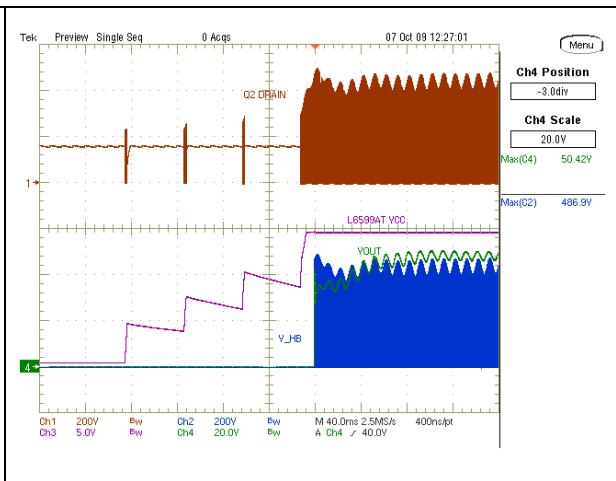 Tek Preview Single Seq 0 Acqs 07 Oct 09 12:27:01
Menu
Ch4 Position
-3.0div
Ch4 Scale
20.0V
Max(C4) 50.42V
Max(C2) 486.9V
Q2 DRAIN
1
L6599AT VCC
VOUT
V_HB
4
Ch1 200V Bw Ch2 200V Bw M 40.0ms 2.5MS/s 400ns/pt
Ch3 5.0V Bw Ch4 20.0V Bw A Ch4 / 40.0V